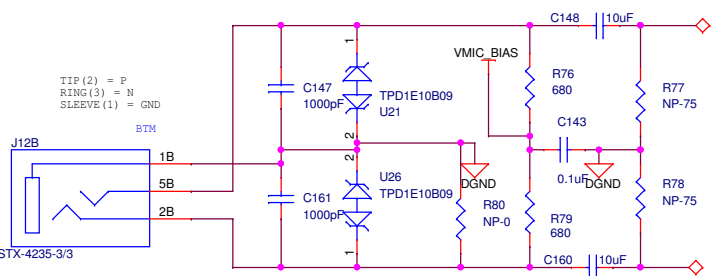 C148
10uF
1
VMIC_BIAS
TIP(2) = P
RING(3) = N
SLEEVE(1) = GND
C147
1000pF
TPD1E10B09
U21
R76
680
R77
NP-75
BTM
C143
J12B
2
1B
2
U26
TPD1E10B09
DGND
0.1uF
DGND
5B
C161
1000pF
R80
NP-0
R78
NP-75
2B
R79
680
STX-4235-3/3
1
C160
10uF